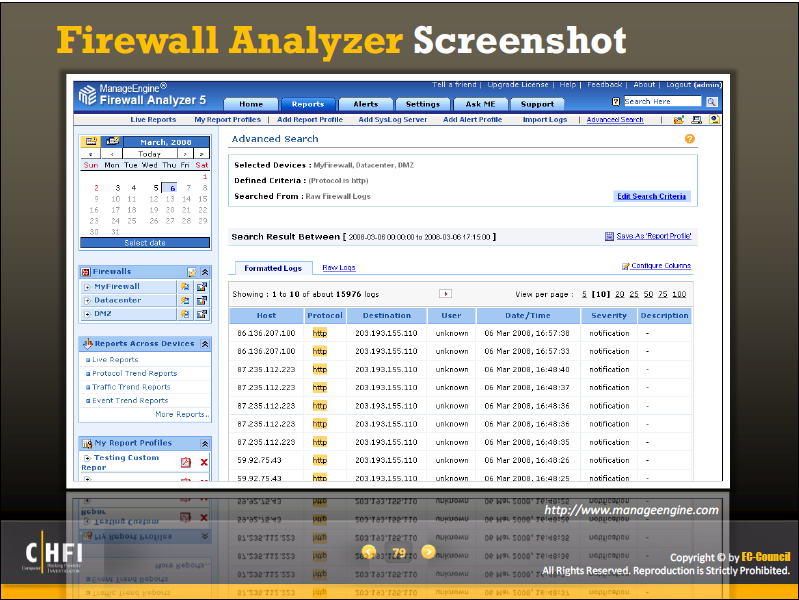 Firewall Analyzer Screenshot
Tell a friend | Upgrade License | Help | Feedback | About | Logout (admin)
ManageEngine®
Firewall Analyzer 5
Home Reports Alerts Settings Ask ME Support
Search Here
Live Reports My Report Profiles | Add Report Profile Add SysLog Server Add Alert Profile Import Logs | Advanced Search |
March, 2008
« ‹ Today › »
Sun Mon Tue Wed Thu Fri Sat
1
2 3 4 5 6 7 8
9 10 11 12 13 14 15
16 17 18 19 20 21 22
23 24 25 26 27 28 29
30 31
Select date
Firewalls
MyFirewall
Datacenter
DMZ
Reports Across Devices
Live Reports
Protocol Trend Reports
Traffic Trend Reports
Event Trend Reports
More Reports..
My Report Profiles
Testing Custom
Repor
Advanced Search
Selected Devices : MyFirewall, Datacenter, DMZ
Defined Criteria : (Protocol is http)
Searched From : Raw Firewall Logs
Edit Search Criteria
Search Result Between [ 2008-03-06 00:00:00 to 2008-03-06 17:15:00 ]
Save As 'Report Profile'
Formatted Logs Raw Logs
Configure Columns
Showing : 1 to 10 of about 15976 logs
View per page : 5 [10] 20 25 50 75 100
Host Protocol Destination User Date/Time Severity Description
86.136.207.100 http 203.193.155.110 unknown 06 Mar 2008, 16:57:38 notification -
86.136.207.100 http 203.193.155.110 unknown 06 Mar 2008, 16:57:33 notification -
87.235.112.223 http 203.193.155.110 unknown 06 Mar 2008, 16:48:40 notification -
87.235.112.223 http 203.193.155.110 unknown 06 Mar 2008, 16:48:37 notification -
87.235.112.223 http 203.193.155.110 unknown 06 Mar 2008, 16:48:36 notification -
87.235.112.223 http 203.193.155.110 unknown 06 Mar 2008, 16:48:36 notification -
87.235.112.223 http 203.193.155.110 unknown 06 Mar 2008, 16:48:35 notification -
59.92.75.43 http 203.193.155.110 unknown 06 Mar 2008, 16:48:26 notification -
59.92.75.43 http 203.193.155.110 unknown 06 Mar 2008, 16:48:25 notification -
http://www.manageengine.com
CHFI
79
Copyright © by EC-Council
All Rights Reserved. Reproduction is Strictly Prohibited.